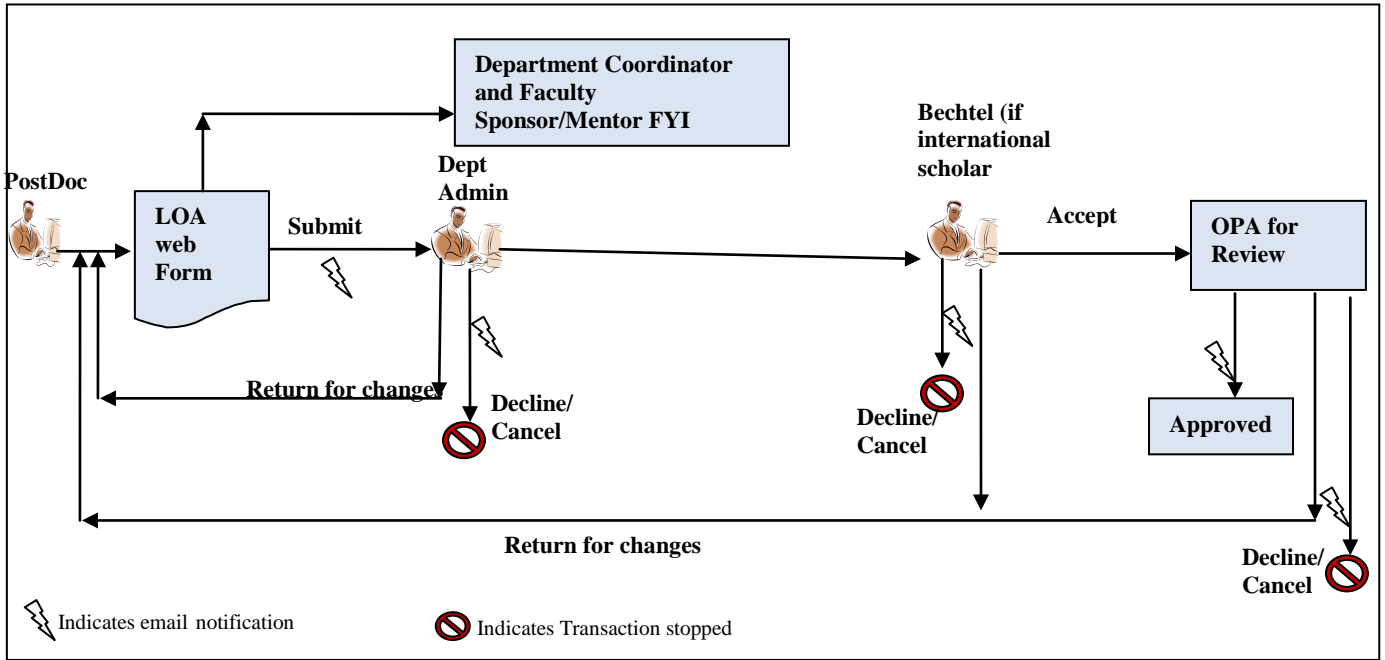 Department Coordinator
and Faculty
Sponsor/Mentor FYI
Bechtel (if
international
scholar
PostDoc
Dept
Admin
LOA
web
Form
Submit
Accept
OPA for
Review
Return for changes
Decline/
Cancel
Decline/
Cancel
Approved
Return for changes
Decline/
Cancel
Indicates email notification
Indicates Transaction stopped